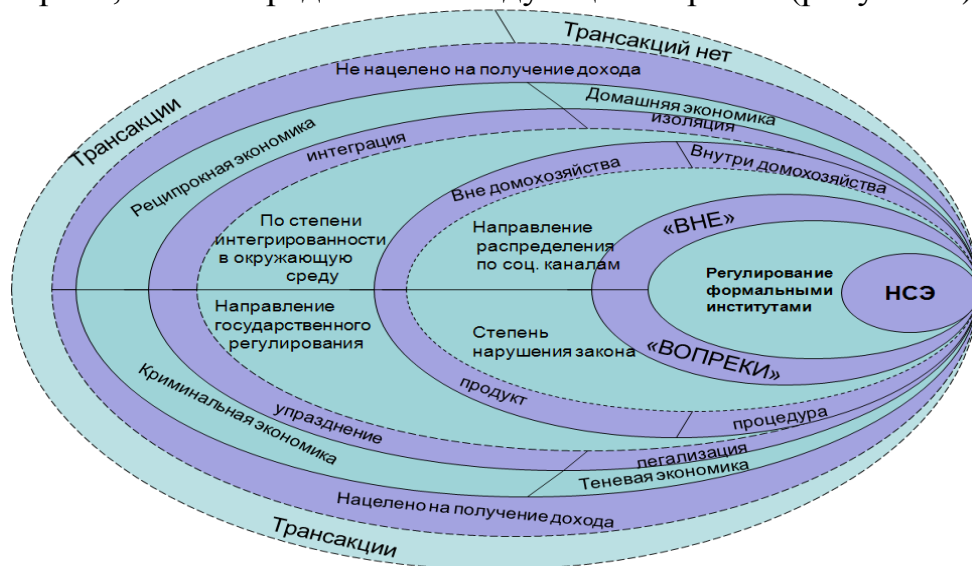 Трансакций нет
Трансакции
Не нацелено на получение дохода
Домашняя экономика
Реципрокная экономика
изоляция
интеграция
Внутри домохозяйства
Вне домохозяйства
«ВНЕ»
По степени
интегрированности
в окружающую
среду
Направление
распределения
по соц. каналам
Регулирование
формальными
институтами
НСЭ
Направление
государственного
регулирования
Степень
нарушения закона
«ВОПРЕКИ»
продукт
процедура
упразднение
легализация
Криминальная экономика
Теневая экономика
Нацелено на получение дохода
Трансакции